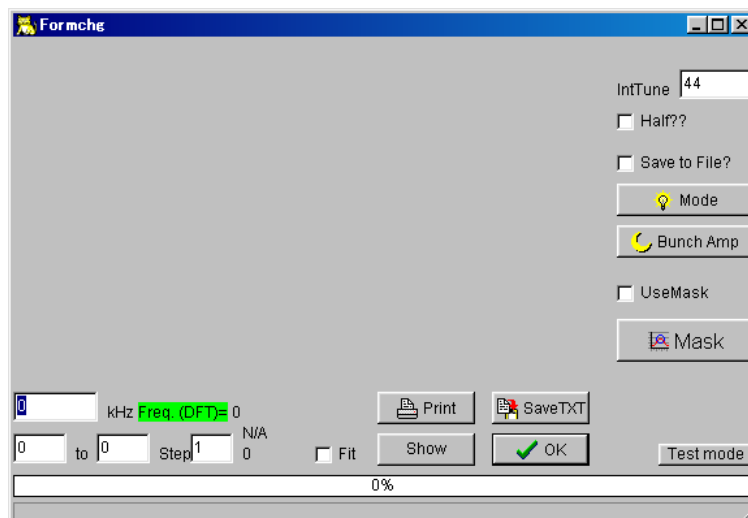 Formchg
IntTune 44
Half??
Save to File?
Mode
Bunch Amp
UseMask
Mask
0 kHz Freq. (DFT)= 0
Print
SaveTXT
0 to 0 Step 1
N/A
0
Fit
Show
OK
Test mode
0%